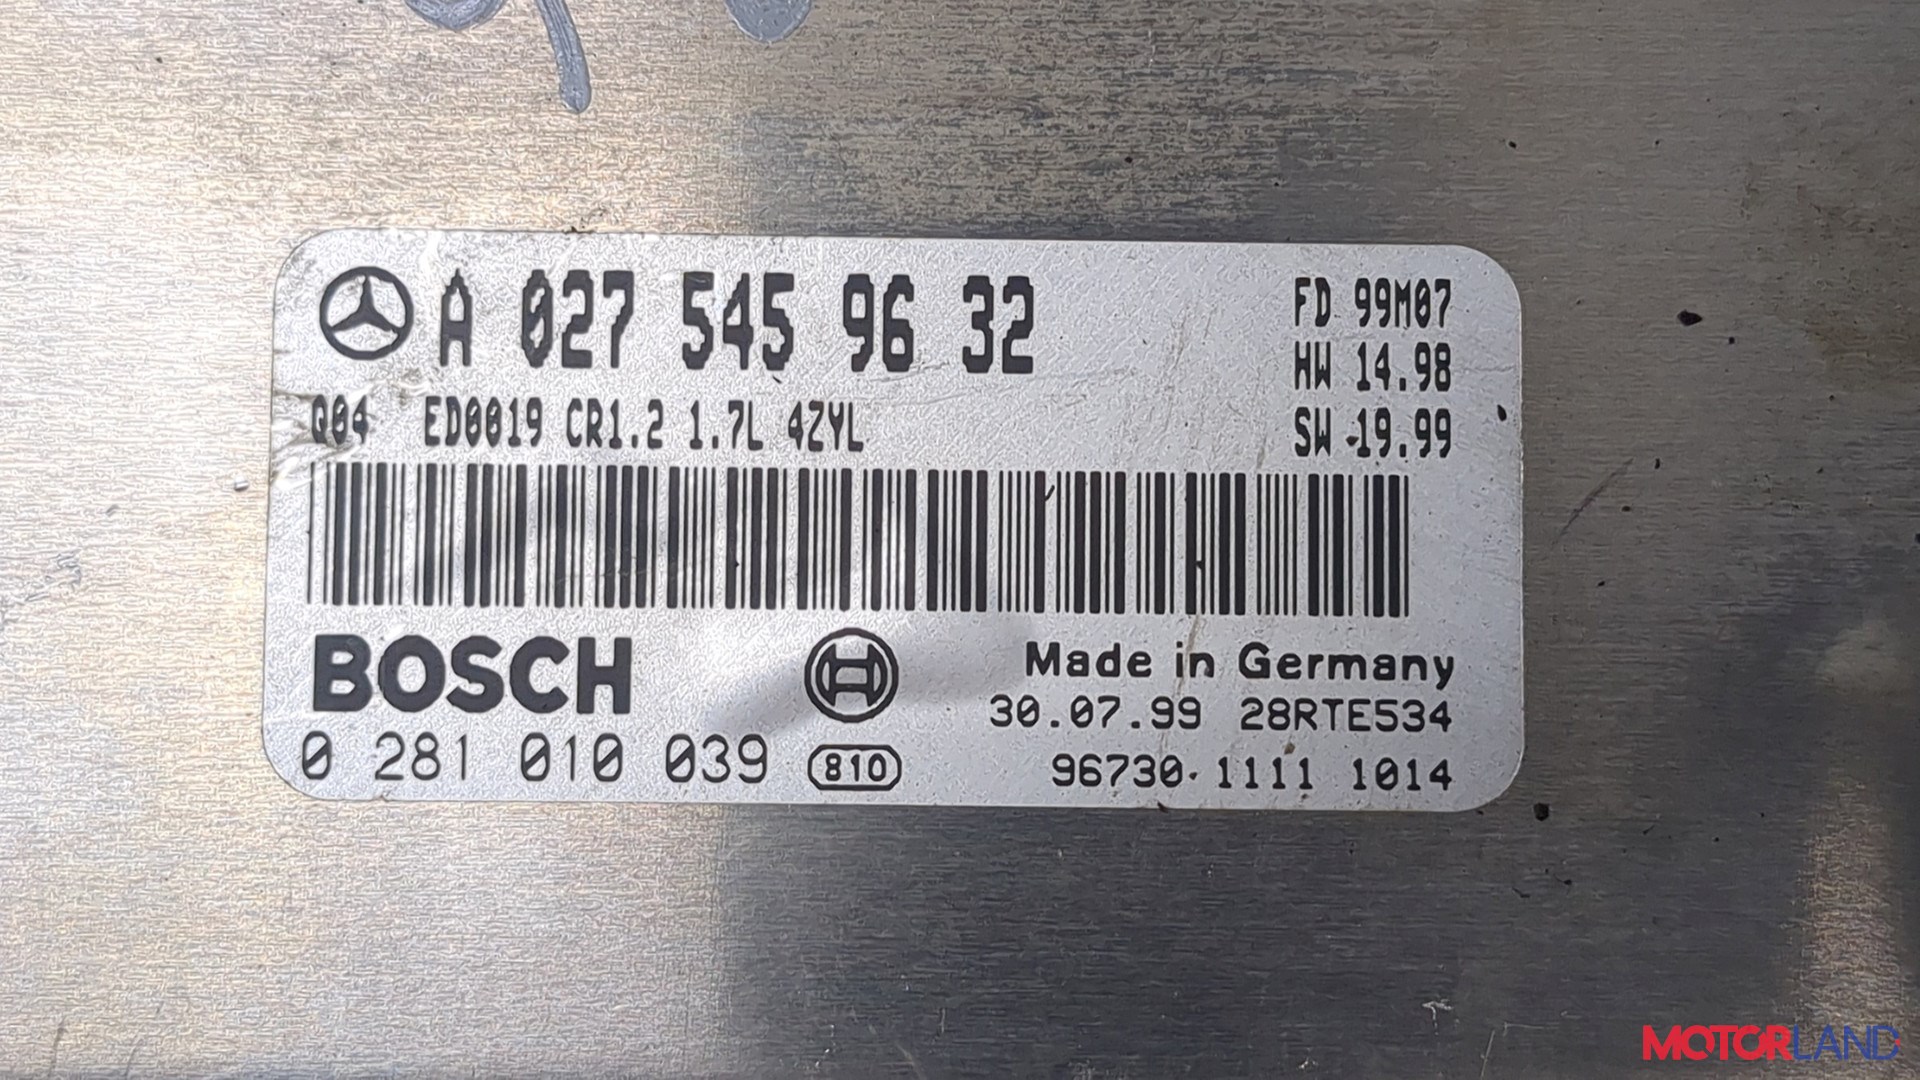 A 027 545 96 32
FD 99M07
HW 14.98
Q04 ED0019 CR1.2 1.7L 4ZYL
SW 19.99
BOSCH
Made in Germany
30.07.99 28RTE534
0 281 010 039 810
96730. 1111 1014
MOTORLAND